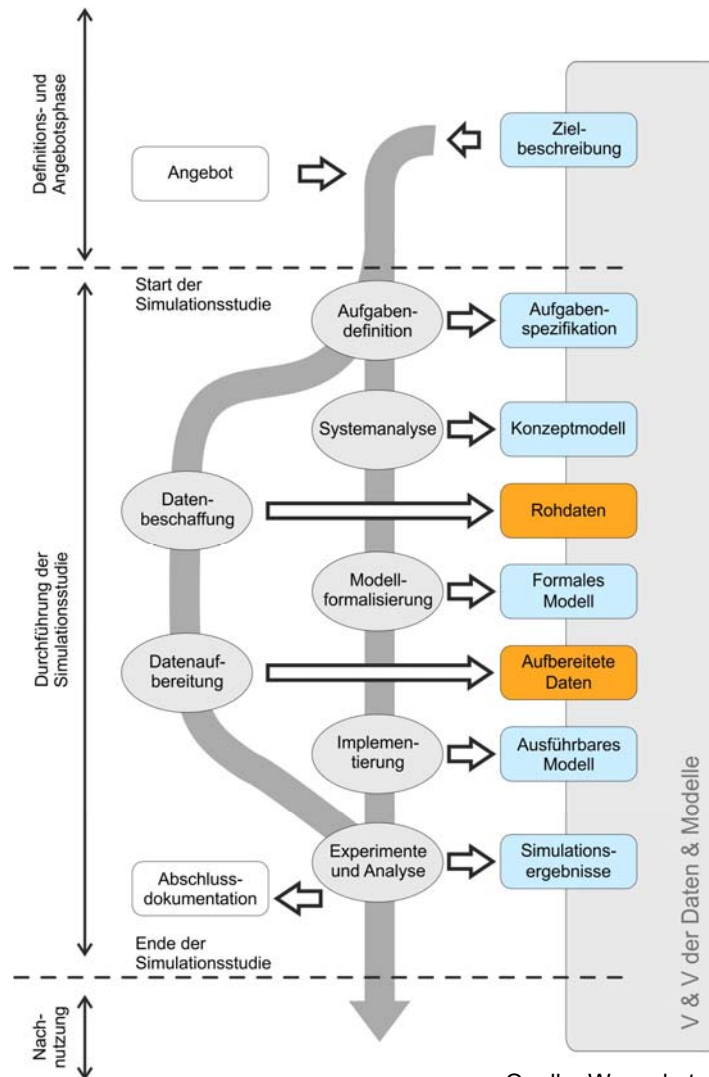 Definitions- und
Angebotsphase
Angebot
Ziel-
beschreibung
Start der
Simulationsstudie
Aufgaben-
definition
Aufgaben-
spezifikation
Systemanalyse
Konzeptmodell
Daten-
beschaffung
Rohdaten
Durchführung der
Simulationsstudie
Modell-
formalisierung
Formales
Modell
Datenauf-
bereitung
Aufbereitete
Daten
Implemen-
tierung
Ausführbares
Modell
Experimente
und Analyse
Simulations-
ergebnisse
Abschluss-
dokumentation
Ende der
Simulationsstudie
Nach-
nutzung
V & V der Daten & Modelle